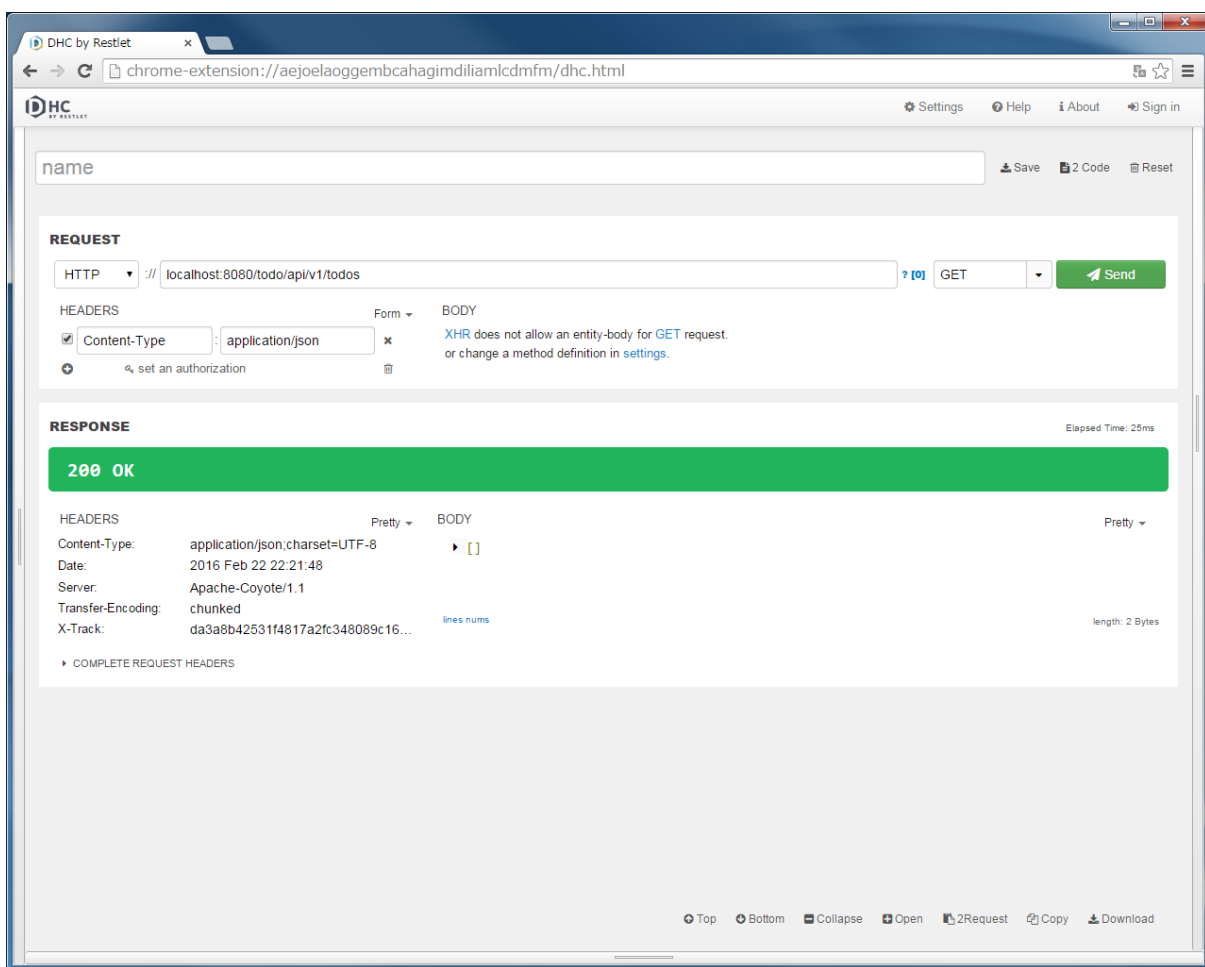 DHC by Restlet
chrome-extension://aejoelaoggembcahagimdiliamlcdmfm/dhc.html
DHC
BY RESTLET
Settings Help About Sign in
name
Save 2 Code Reset
REQUEST
HTTP :// localhost:8080/todo/api/v1/todos ? [0] GET Send
HEADERS Form BODY
Content-Type : application/json
XHR does not allow an entity-body for GET request.
or change a method definition in settings.
set an authorization
RESPONSE
Elapsed Time: 25ms
200 OK
HEADERS Pretty BODY Pretty
Content-Type: application/json;charset=UTF-8
[]
Date: 2016 Feb 22 22:21:48
Server: Apache-Coyote/1.1
Transfer-Encoding: chunked
X-Track: da3a8b42531f4817a2fc348089c16...
lines nums length: 2 Bytes
COMPLETE REQUEST HEADERS
Top Bottom Collapse Open 2Request Copy Download